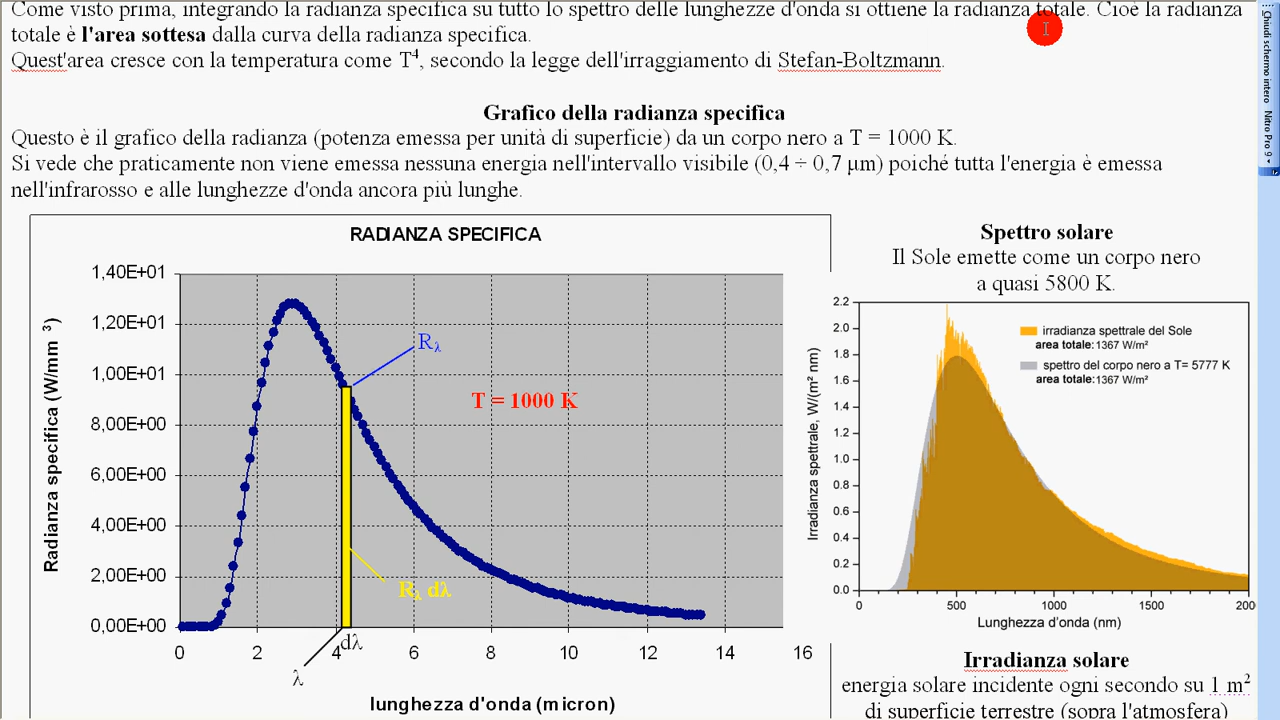 Come visto prima, integrando la radianza specifica su tutto lo spettro delle lunghezze d'onda si ottiene la radianza totale. Cioè la radianza
totale è l'area sottesa dalla curva della radianza specifica.
Quest'area cresce con la temperatura come T⁴, secondo la legge dell'irraggiamento di Stefan-Boltzmann.
Grafico della radianza specifica
Questo è il grafico della radianza (potenza emessa per unità di superficie) da un corpo nero a T = 1000 K.
Si vede che praticamente non viene emessa nessuna energia nell'intervallo visibile (0,4 ÷ 0,7 µm) poiché tutta l'energia è emessa
nell'infrarosso e alle lunghezze d'onda ancora più lunghe.
RADIANZA SPECIFICA
Radianza specifica (W/mm ³)
1,40E+01
1,20E+01
1,00E+01
8,00E+00
6,00E+00
4,00E+00
2,00E+00
0,00E+00
Rλ
T = 1000 K
Rλ dλ
0 2 4 6 8 10 12 14 16
dλ
λ
lunghezza d'onda (micron)
Spettro solare
Il Sole emette come un corpo nero
a quasi 5800 K.
Irradianza spettrale, W/(m² nm)
2.2
2.0
1.8
1.6
1.4
1.2
1.0
0.8
0.6
0.4
0.2
0.0
irradianza spettrale del Sole
area totale: 1367 W/m²
spettro del corpo nero a T= 5777 K
area totale: 1367 W/m²
0 500 1000 1500 200
Lunghezza d'onda (nm)
Irradianza solare
energia solare incidente ogni secondo su 1 m²
di superficie terrestre (sopra l'atmosfera)
Chiudi schermo intero Nitro Pro 9